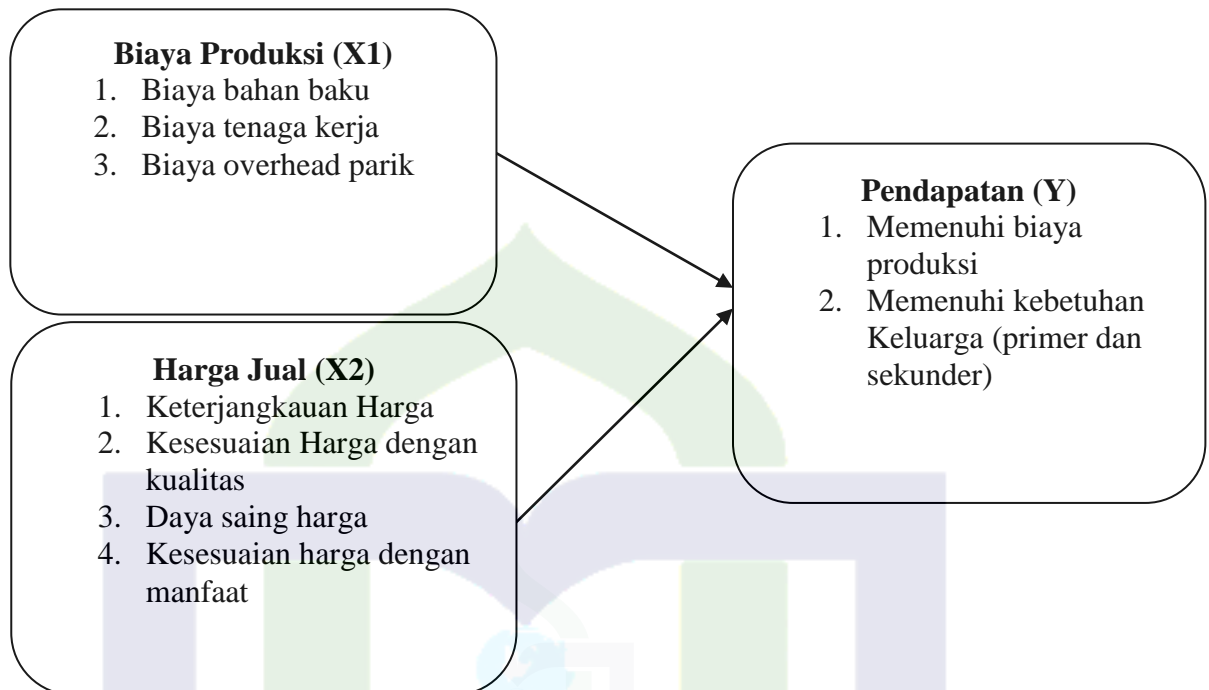 Biaya Produksi (X1)
1. Biaya bahan baku
2. Biaya tenaga kerja
3. Biaya overhead parik
Harga Jual (X2)
1. Keterjangkauan Harga
2. Kesesuaian Harga dengan
kualitas
3. Daya saing harga
4. Kesesuaian harga dengan
manfaat
Pendapatan (Y)
1. Memenuhi biaya
produksi
2. Memenuhi kebetuhan
Keluarga (primer dan
sekunder)